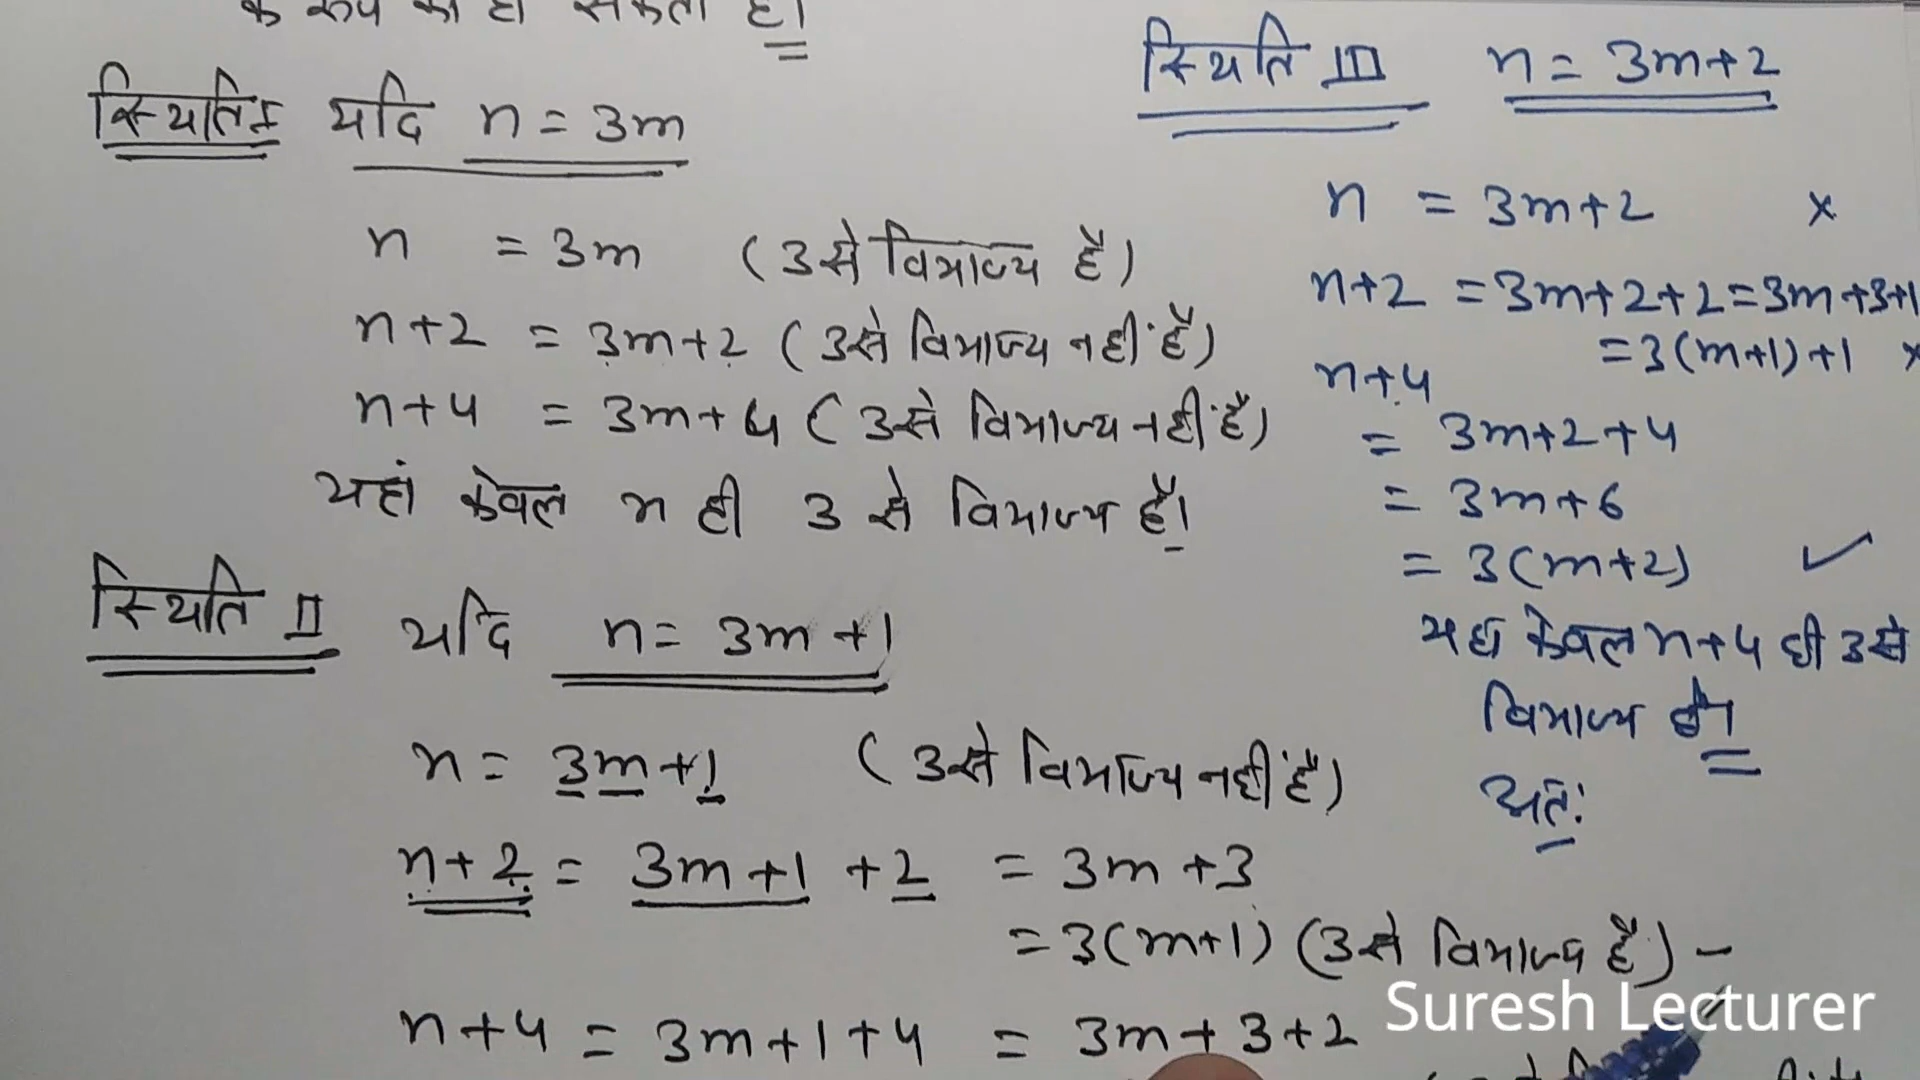 के रूप का हो सकता है।
स्थिति I यदि n = 3m
n = 3m (3 से विभाज्य है)
n+2 = 3m+2 (3 से विभाज्य नहीं है)
n+4 = 3m+4 (3 से विभाज्य नहीं है)
यहां केवल n ही 3 से विभाज्य है।
स्थिति II यदि n = 3m+1
n = 3m+1 (3 से विभाज्य नहीं है)
n+2 = 3m+1 +2 = 3m+3
= 3(m+1) (3 से विभाज्य है) -
n+4 = 3m+1+4 = 3m+3+2
स्थिति III n = 3m+2
n = 3m+2 ×
n+2 = 3m+2+2 = 3m+3+1
= 3(m+1)+1 ×
n+4
= 3m+2+4
= 3m+6
= 3(m+2) ✓
यहा केवल n+4 ही 3 से
विभाज्य है।
अतः
Suresh Lecturer